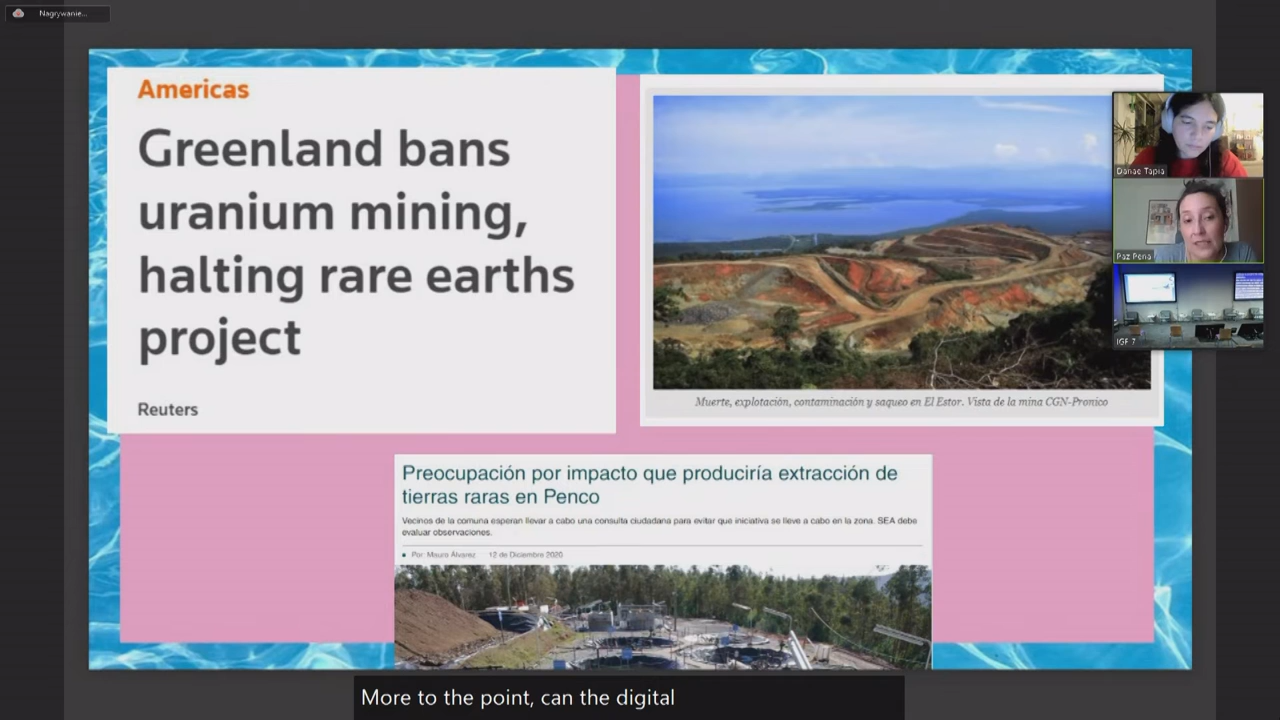 Nagrywanie...
Americas
Greenland bans
uranium mining,
halting rare earths
project
Reuters
Muerte, explotación, contaminación y saqueo en El Estor. Vista de la mina CGN-Pronico
Danae Tapia
Paz Pena
IGF 7
Preocupación por impacto que produciría extracción de
tierras raras en Penco
Vecinos de la comuna esperan llevar a cabo una consulta ciudadana para evitar que iniciativa se lleve a cabo en la zona. SEA debe
evaluar observaciones.
Por: Mauro Álvarez 12 de Diciembre 2020
More to the point, can the digital